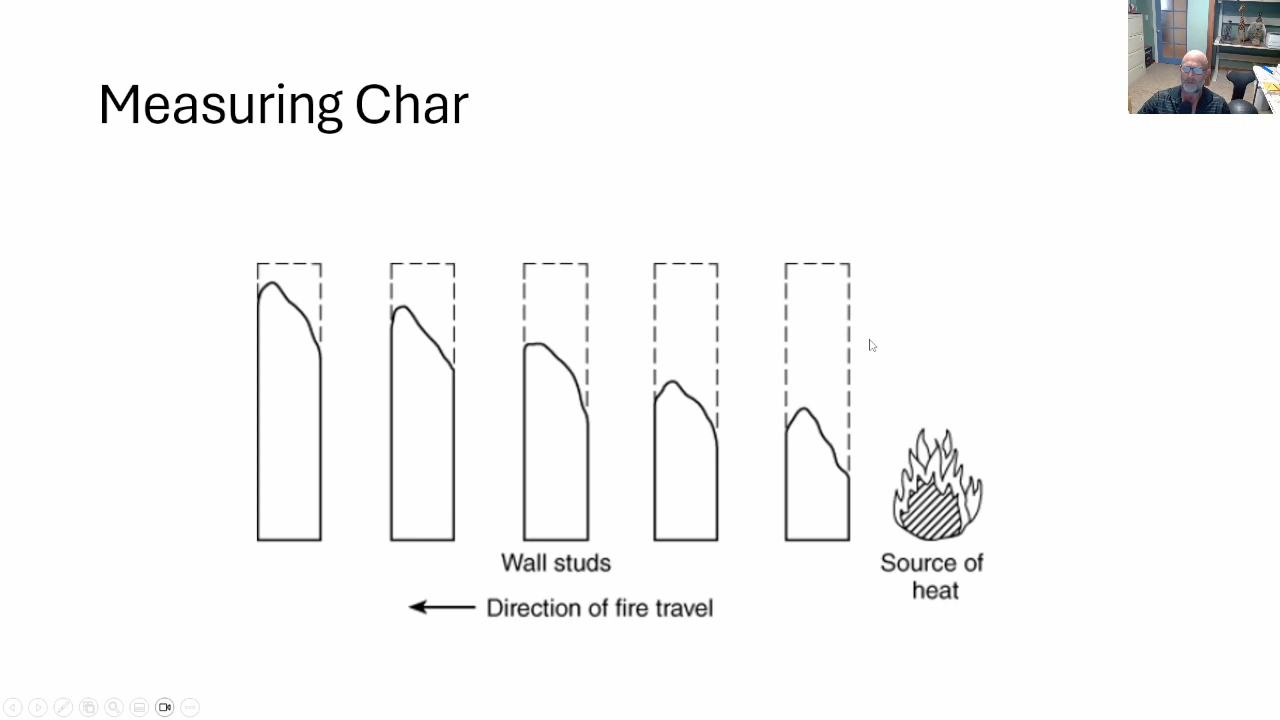 Measuring Char
Wall studs
Source of
heat
Direction of fire travel